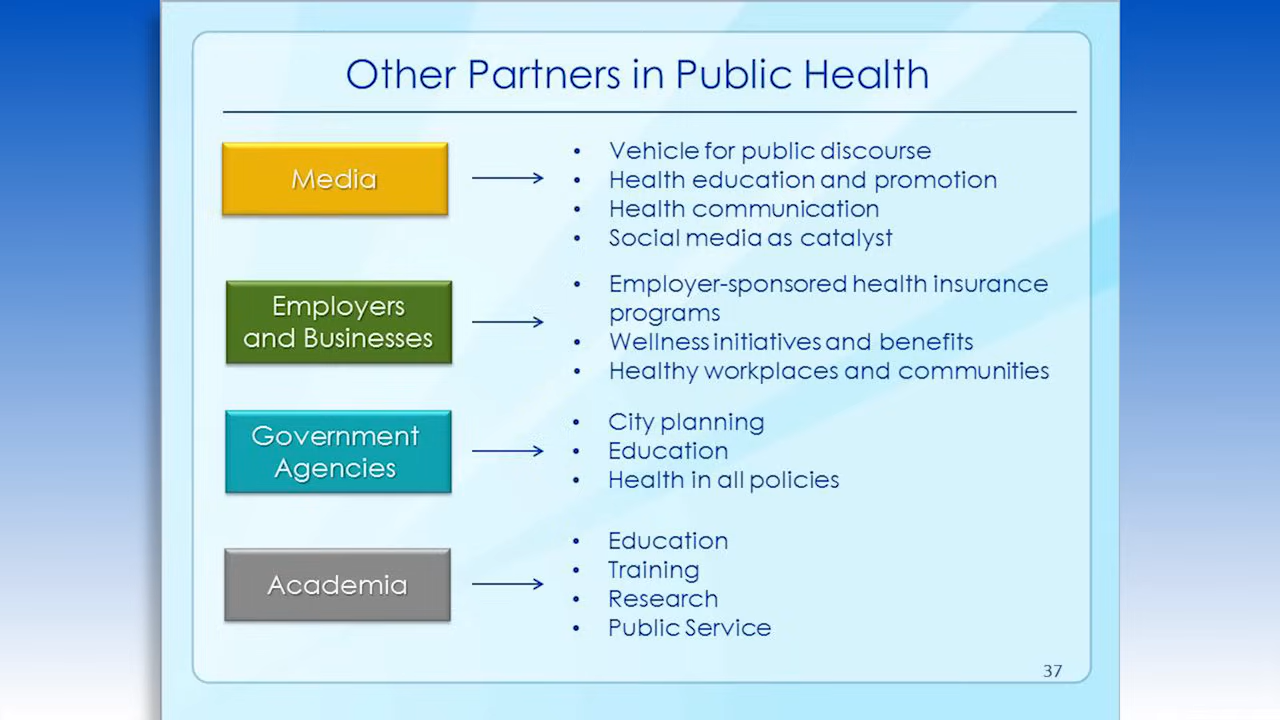 Other Partners in Public Health
Media
• Vehicle for public discourse
• Health education and promotion
• Health communication
• Social media as catalyst
Employers
and Businesses
• Employer-sponsored health insurance
programs
• Wellness initiatives and benefits
• Healthy workplaces and communities
Government
Agencies
• City planning
• Education
• Health in all policies
Academia
• Education
• Training
• Research
• Public Service
37